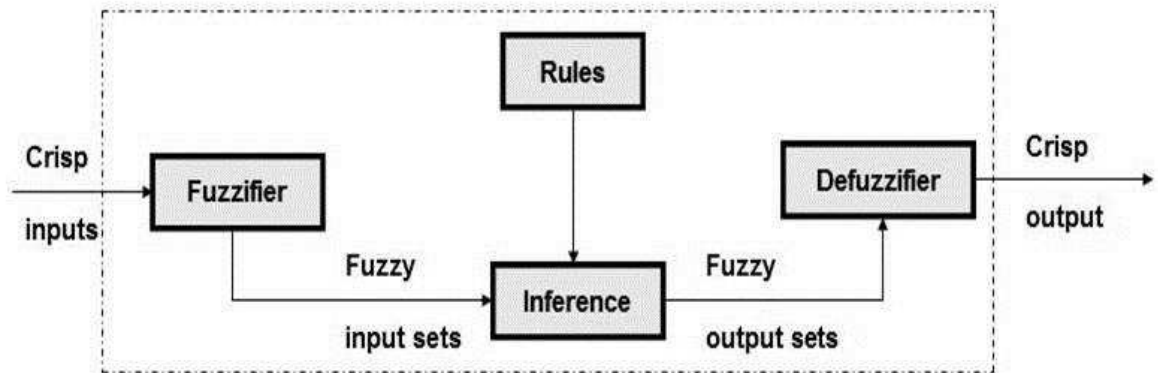 Rules
Crisp
inputs
Fuzzifier
Fuzzy
input sets
Inference
Fuzzy
output sets
Defuzzifier
Crisp
output